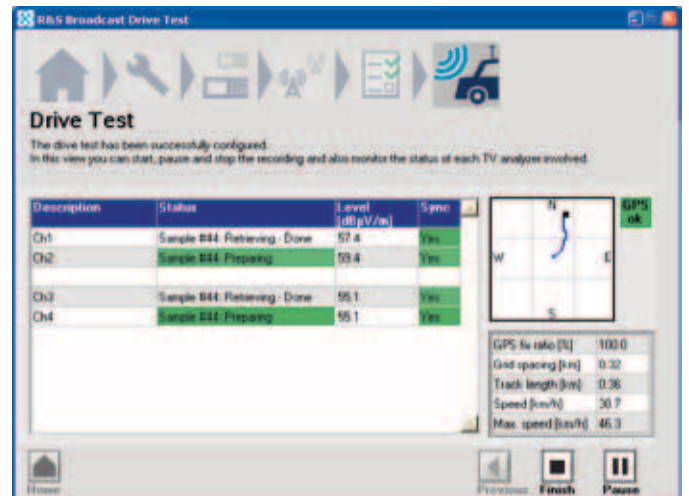 R&S Broadcast Drive Test
Drive Test
The drive test has been successfully configured.
In this view you can start, pause and stop the recording and also monitor the status of each TV analyzer involved.
Description Status Level [dBµV/m] Sync
Ch1 Sample #44: Retrieving - Done 57.4 Yes
Ch2 Sample #44: Preparing 59.4 Yes
Ch3 Sample #44: Retrieving - Done 55.1 Yes
Ch4 Sample #44: Preparing 55.1 Yes
N
W E
S
GPS ok
GPS fix ratio [%] 100.0
Grid spacing [km] 0.32
Track length [km] 0.36
Speed [km/h] 30.7
Max. speed [km/h] 46.3
Home Previous Finish Pause